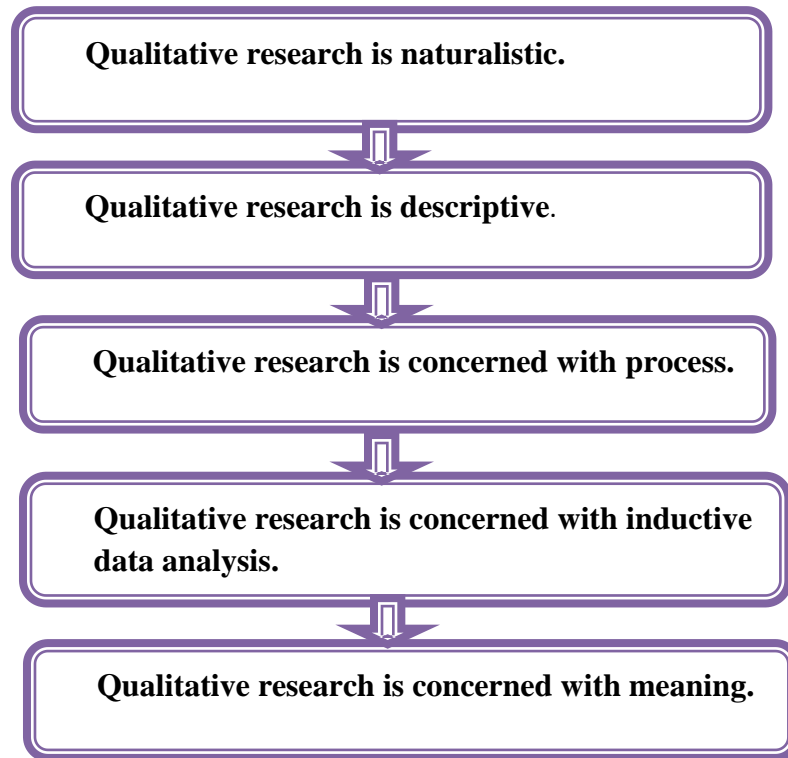 Qualitative research is naturalistic.
Qualitative research is descriptive.
Qualitative research is concerned with process.
Qualitative research is concerned with inductive
data analysis.
Qualitative research is concerned with meaning.